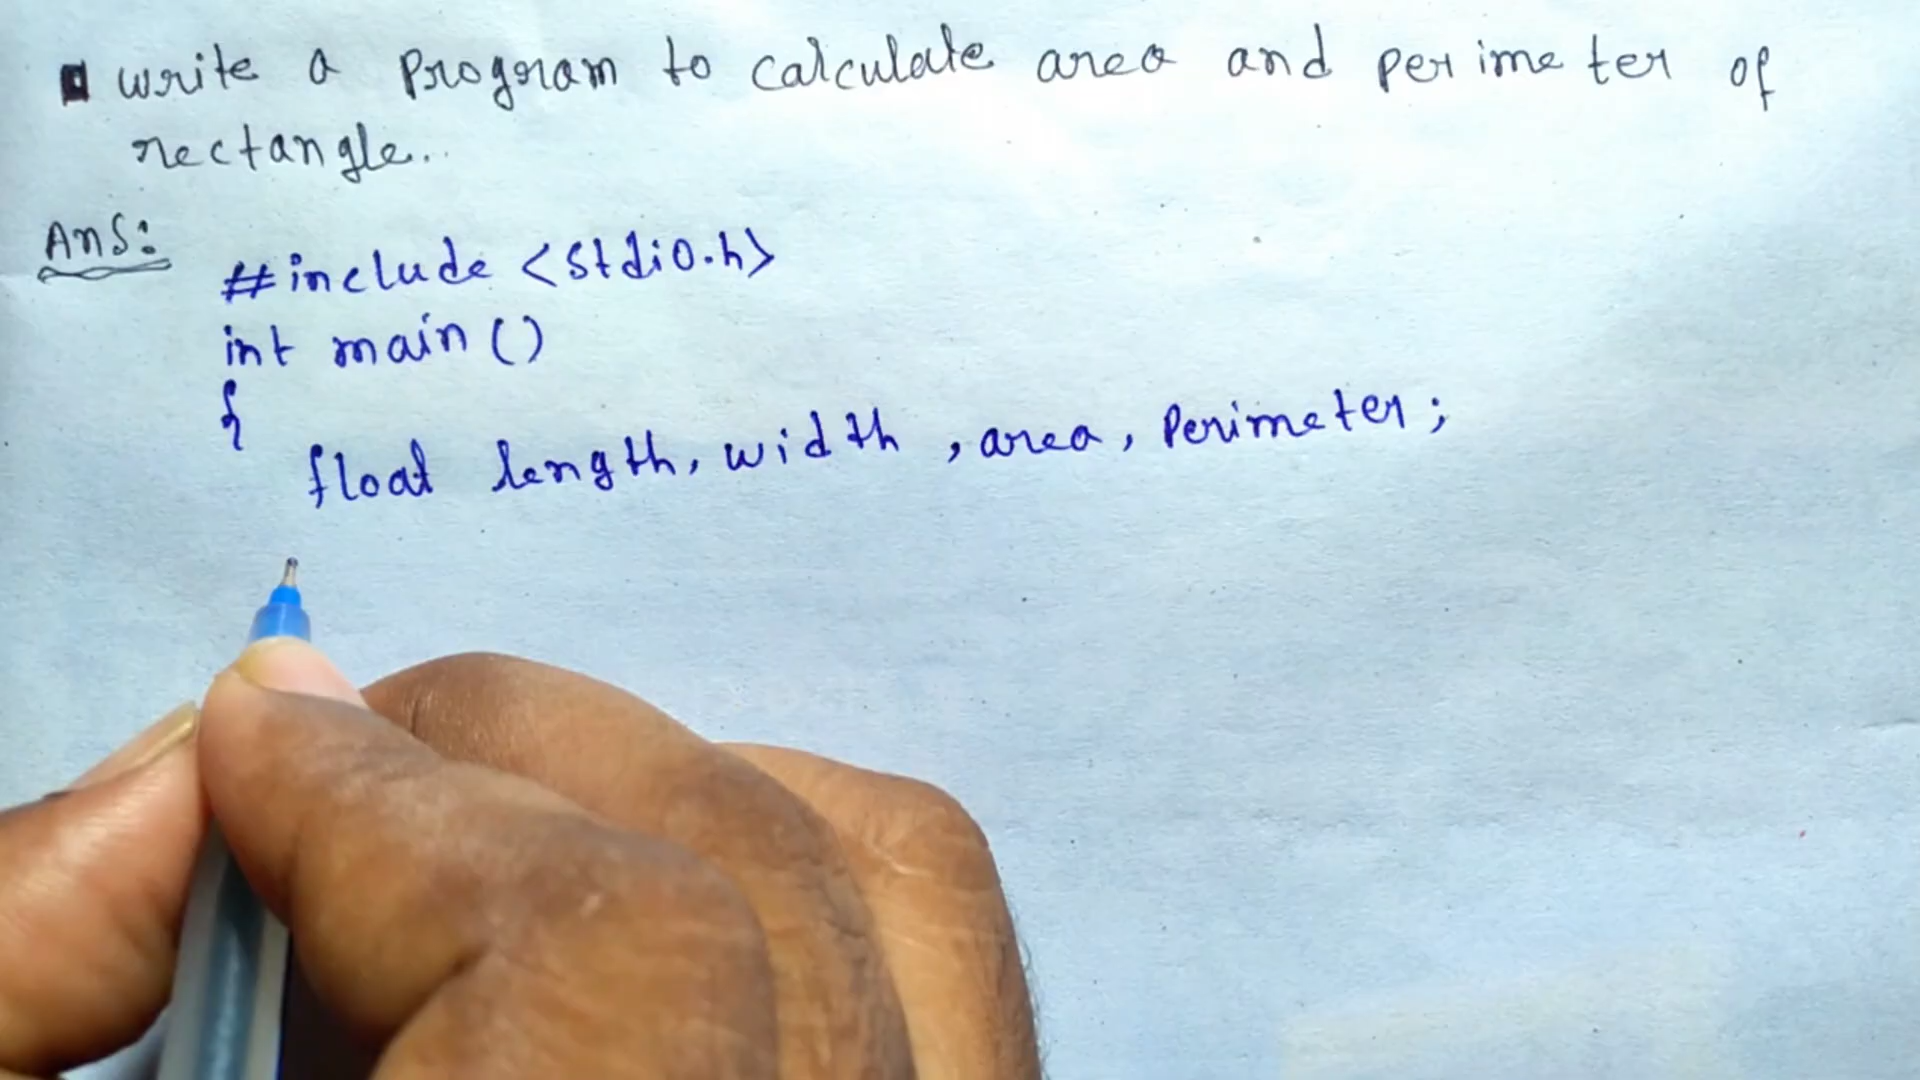 write a program to calculate area and perimeter of
rectangle..
Ans:
#include <stdio.h>
int main ()
{
float length, width, area, perimeter;